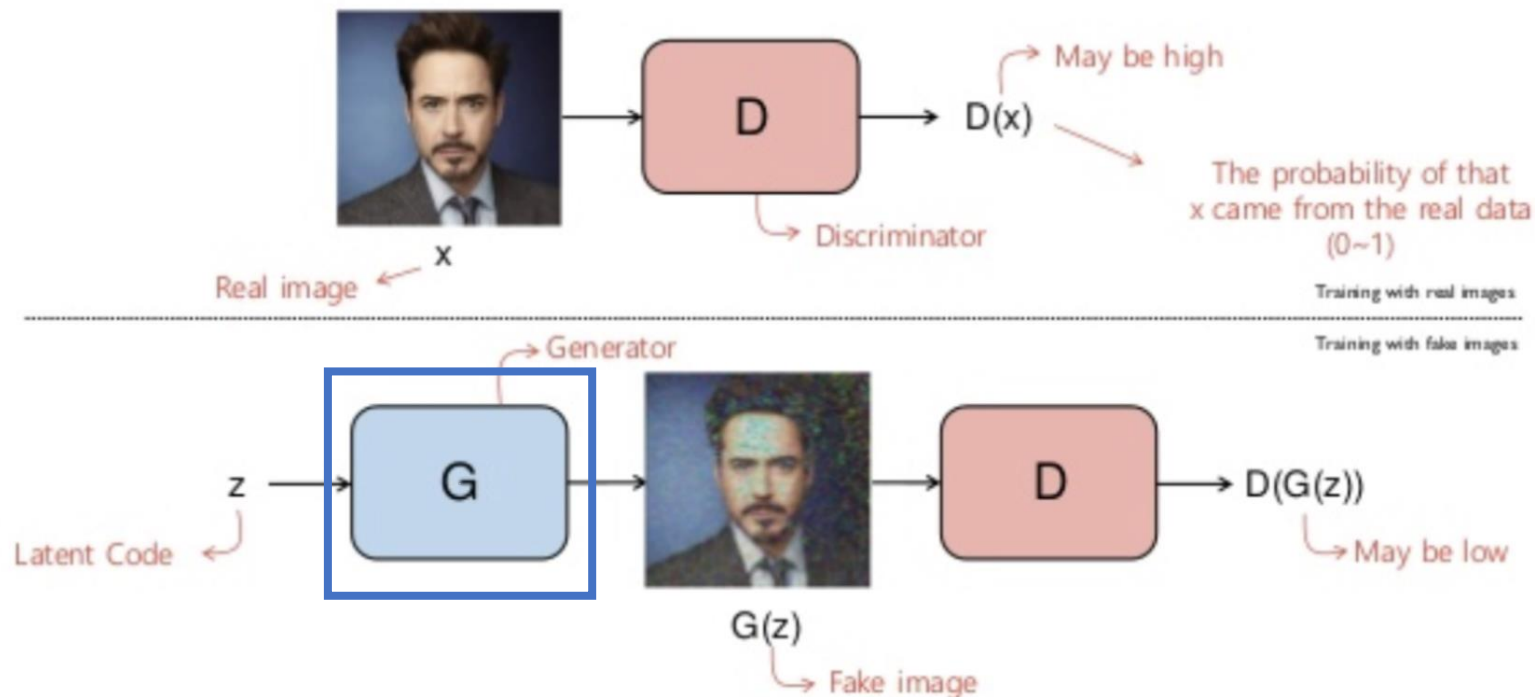 May be high
D
D(x)
The probability of that
x came from the real data
(0~1)
Discriminator
x
Real image
Training with real images
Training with fake images
Generator
z
G
D
D(G(z))
Latent Code
May be low
G(z)
Fake image